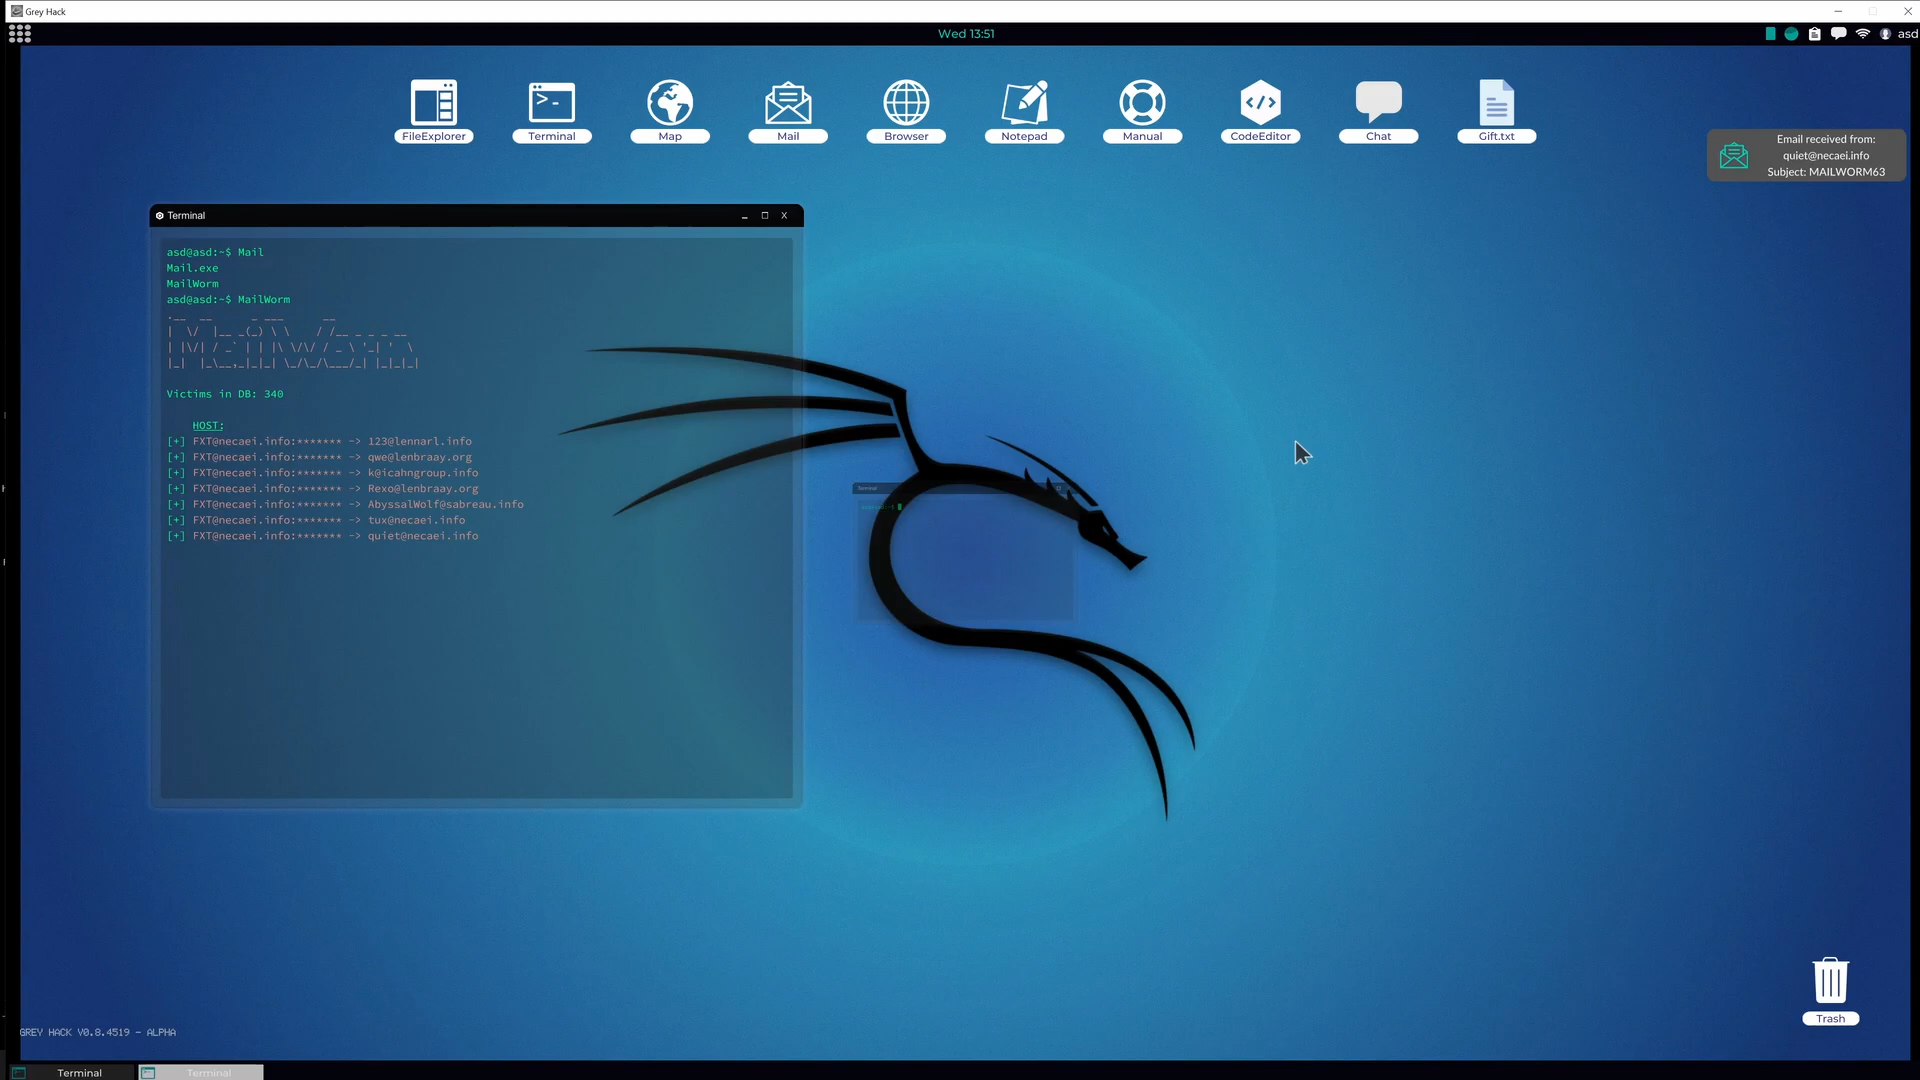 Grey Hack
Wed 13:51
asd
FileExplorer
Terminal
Map
Mail
Browser
Notepad
Manual
CodeEditor
Chat
Gift.txt
Email received from:
quiet@necaei.info
Subject: MAILWORM63
Terminal
asd@asd:~$ Mail
Mail.exe
MailWorm
asd@asd:~$ MailWorm
Victims in DB: 340
HOST:
[+] FXT@necaei.info:******* -> 123@lennarl.info
[+] FXT@necaei.info:******* -> qwe@lenbraay.org
[+] FXT@necaei.info:******* -> k@icahngroup.info
[+] FXT@necaei.info:******* -> Rexo@lenbraay.org
[+] FXT@necaei.info:******* -> AbyssalWolf@sabreau.info
[+] FXT@necaei.info:******* -> tux@necaei.info
[+] FXT@necaei.info:******* -> quiet@necaei.info
Terminal
Trash
GREY HACK V0.8.4519 - ALPHA
Terminal
Terminal